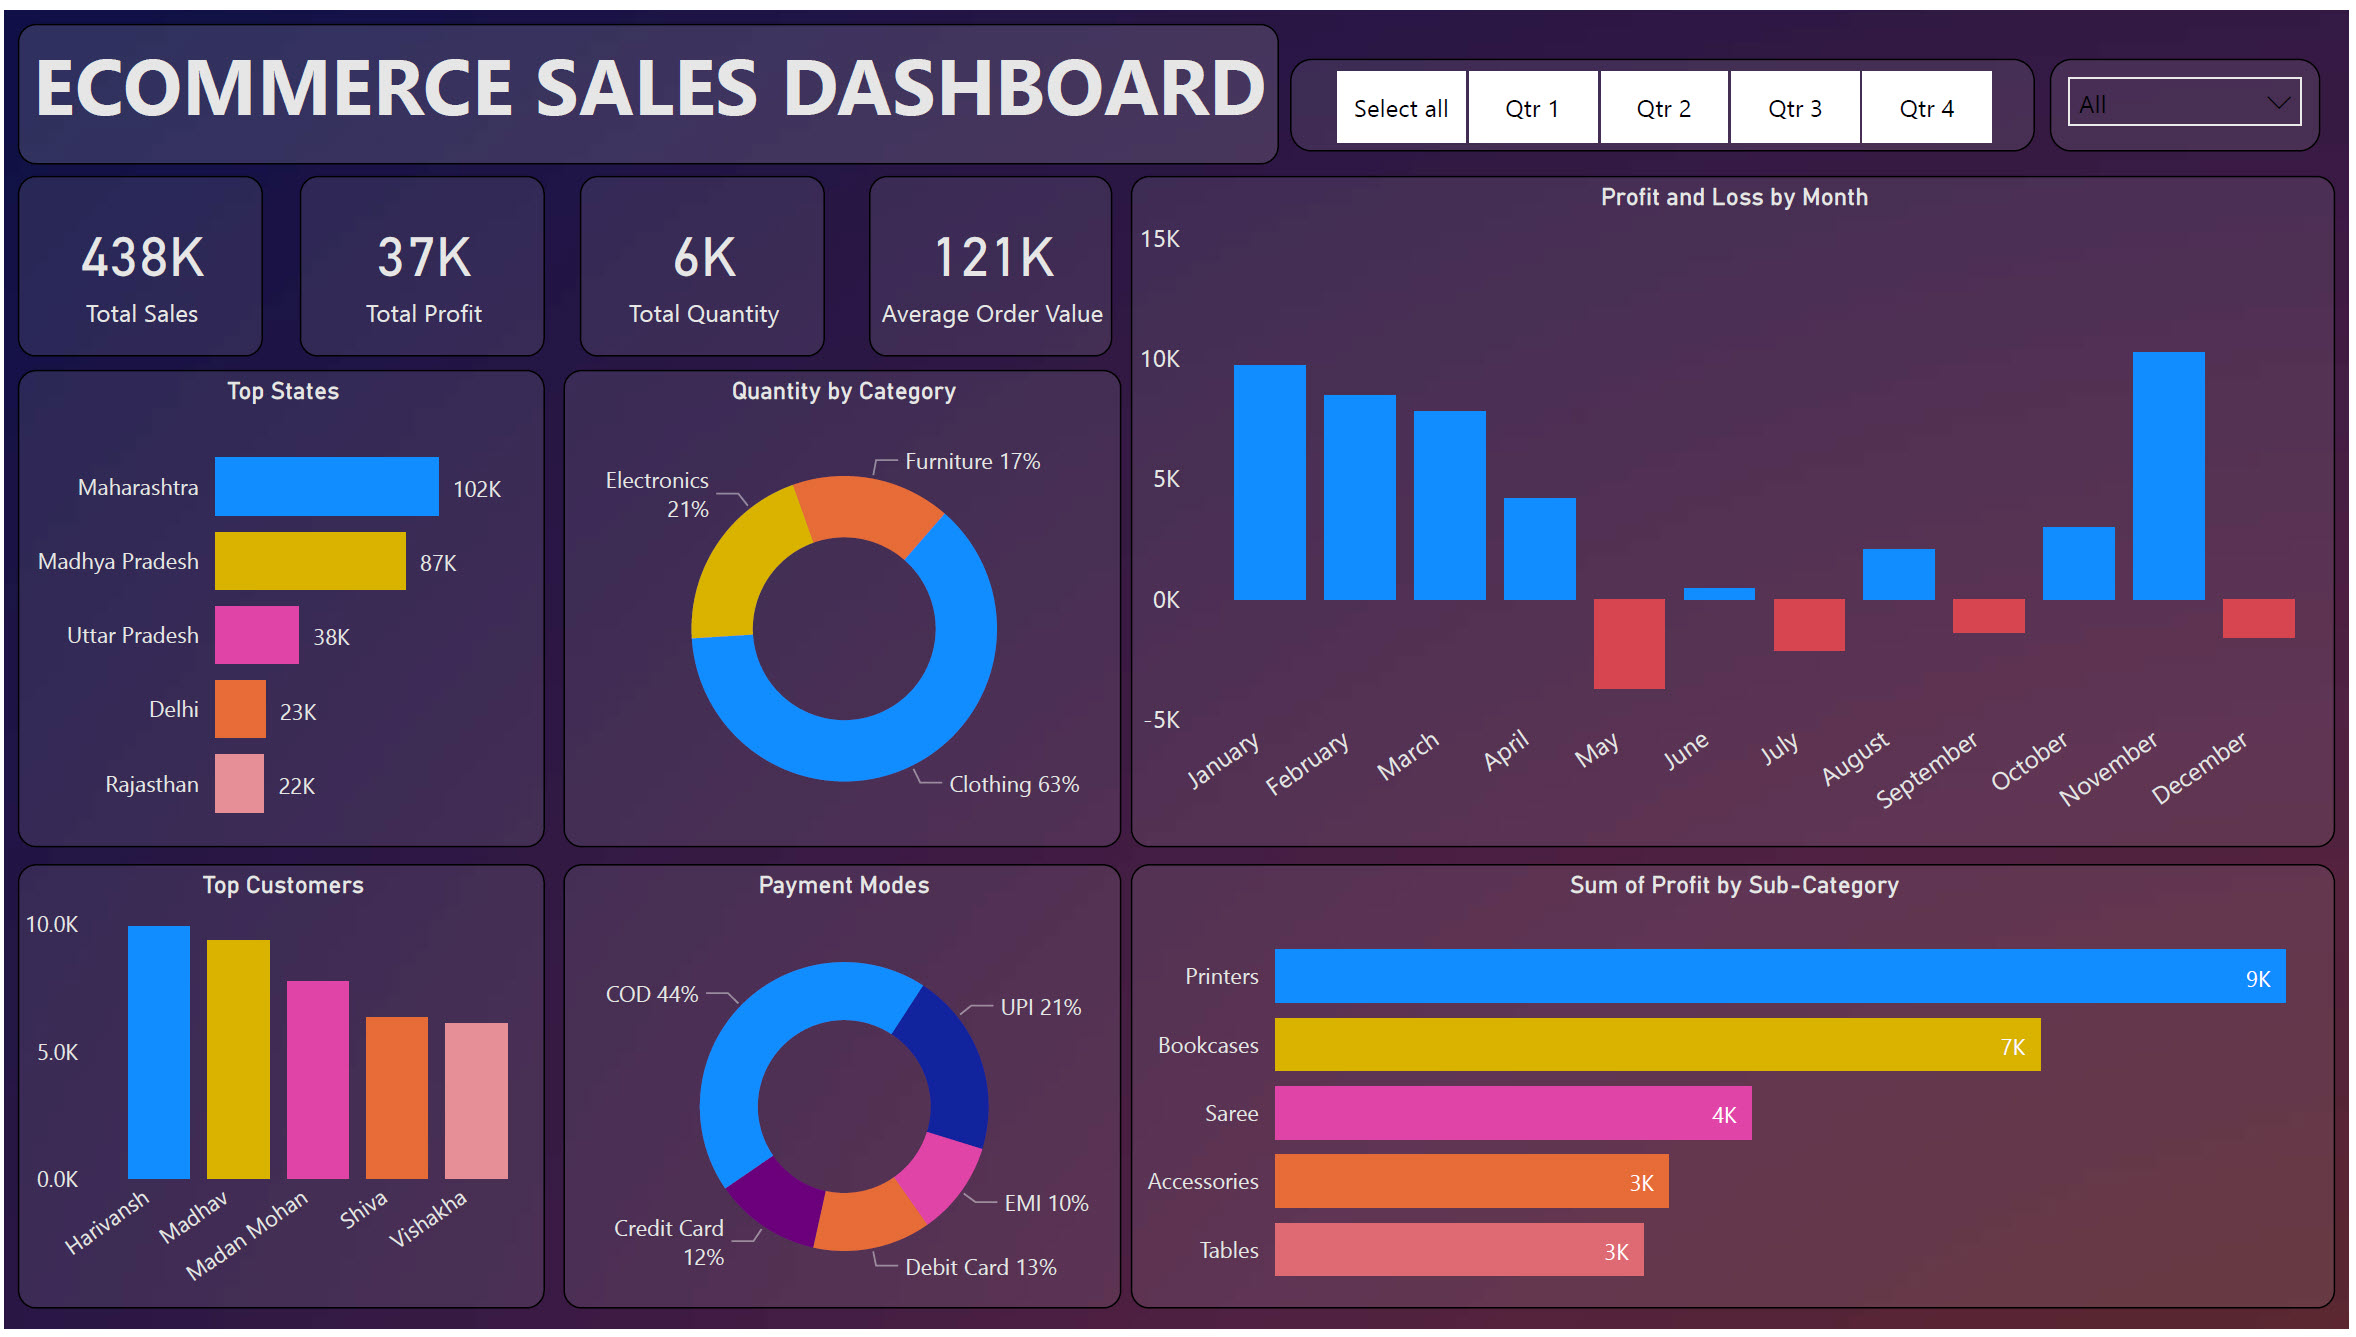 ECOMMERCE SALES DASHBOARD
Select all
Qtr 1
Qtr 2
Qtr 3
Qtr 4
All
438K
Total Sales
37K
Total Profit
6K
Total Quantity
121K
Average Order Value
Top States
Maharashtra
102K
Madhya Pradesh
87K
Uttar Pradesh
38K
Delhi
23K
Rajasthan
22K
Quantity by Category
Furniture 17%
Electronics
21%
Clothing 63%
Profit and Loss by Month
15K
10K
5K
0K
-5K
January
February
March
April
May
June
July
August
September
October
November
December
Top Customers
10.0K
5.0K
0.0K
Harivansh
Madhav
Madan Mohan
Shiva
Vishakha
Payment Modes
COD 44%
UPI 21%
EMI 10%
Credit Card
12%
Debit Card 13%
Sum of Profit by Sub-Category
Printers
9K
Bookcases
7K
Saree
4K
Accessories
3K
Tables
3K